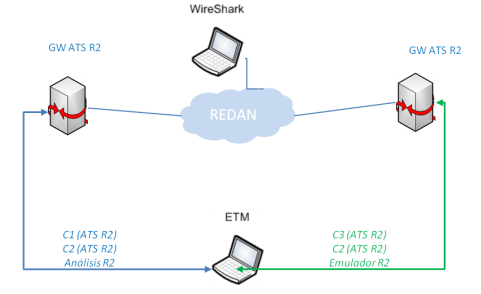 WireShark
GW ATS R2
GW ATS R2
REDAN
ETM
C1 (ATS R2)
C2 (ATS R2)
Análisis R2
C3 (ATS R2)
C2 (ATS R2)
Emulador R2